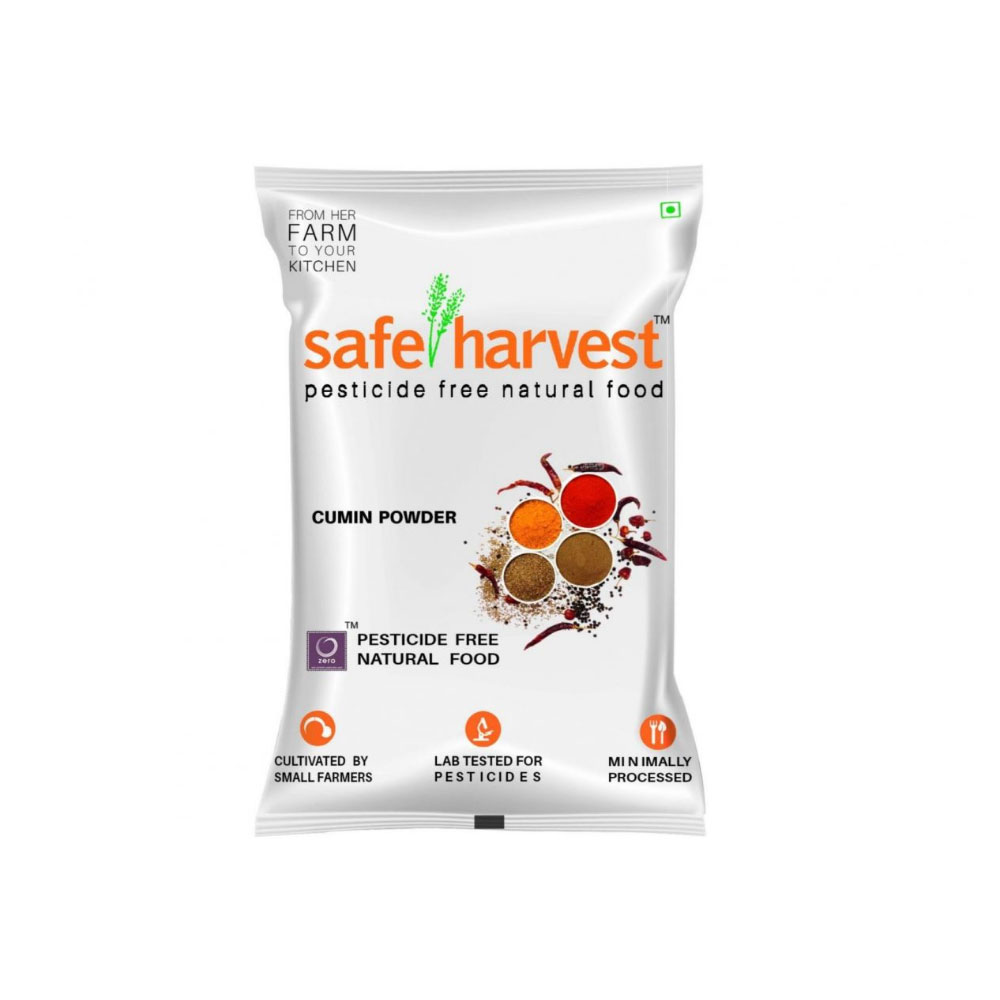 FROM HER
FARM
TO YOUR
KITCHEN
safe harvest™
pesticide free natural food
CUMIN POWDER
TM
zero
PESTICIDE FREE
NATURAL FOOD
CULTIVATED BY
SMALL FARMERS
LAB TESTED FOR
PESTICIDES
MINIMALLY
PROCESSED